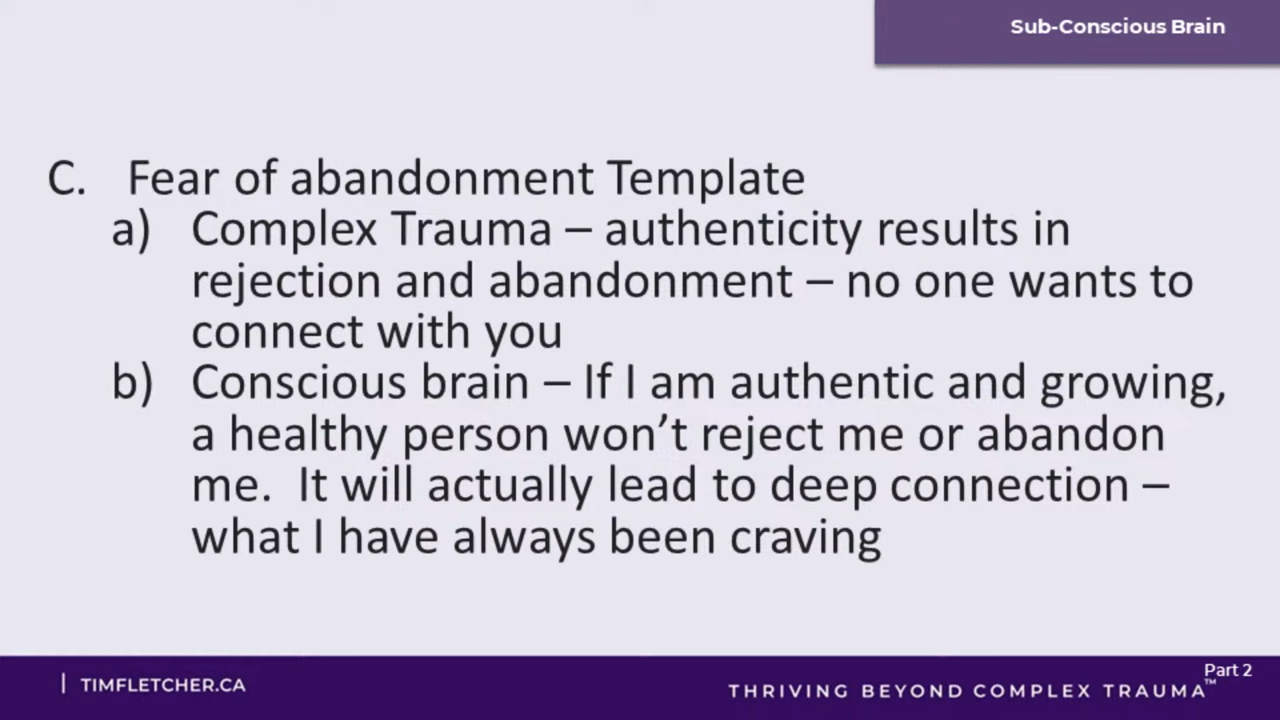 Sub-Conscious Brain
C. Fear of abandonment Template
a) Complex Trauma – authenticity results in
rejection and abandonment – no one wants to
connect with you
b) Conscious brain – If I am authentic and growing,
a healthy person won’t reject me or abandon
me.  It will actually lead to deep connection –
what I have always been craving
| TIMFLETCHER.CA
THRIVING BEYOND COMPLEX TRAUMA™
Part 2